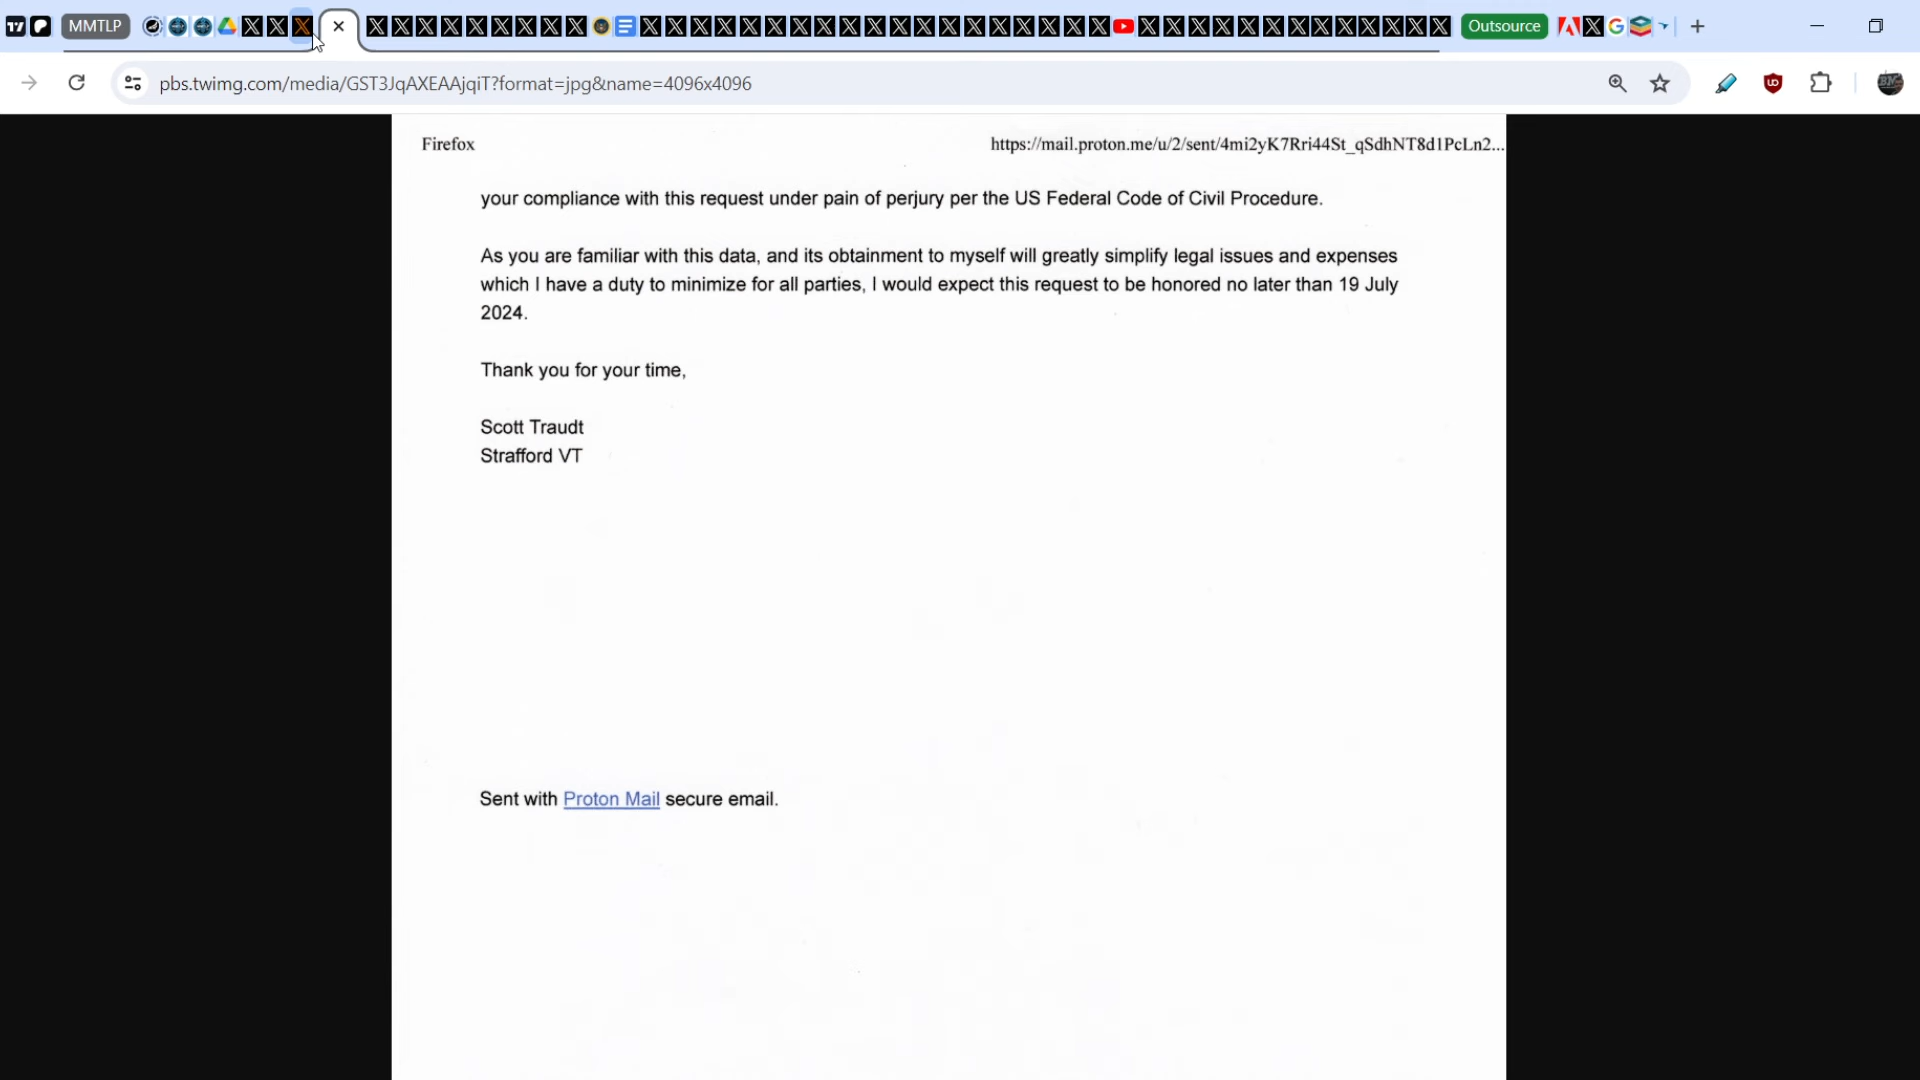 MMTLP
Outsource
pbs.twimg.com/media/GST3JqAXEAAjqiT?format=jpg&name=4096x4096
Firefox
https://mail.proton.me/u/2/sent/4mi2yK7Rri44St_qSdhNT8d1PcLn2...
your compliance with this request under pain of perjury per the US Federal Code of Civil Procedure.
As you are familiar with this data, and its obtainment to myself will greatly simplify legal issues and expenses
which I have a duty to minimize for all parties, I would expect this request to be honored no later than 19 July
2024.
Thank you for your time,
Scott Traudt
Strafford VT
Sent with Proton Mail secure email.